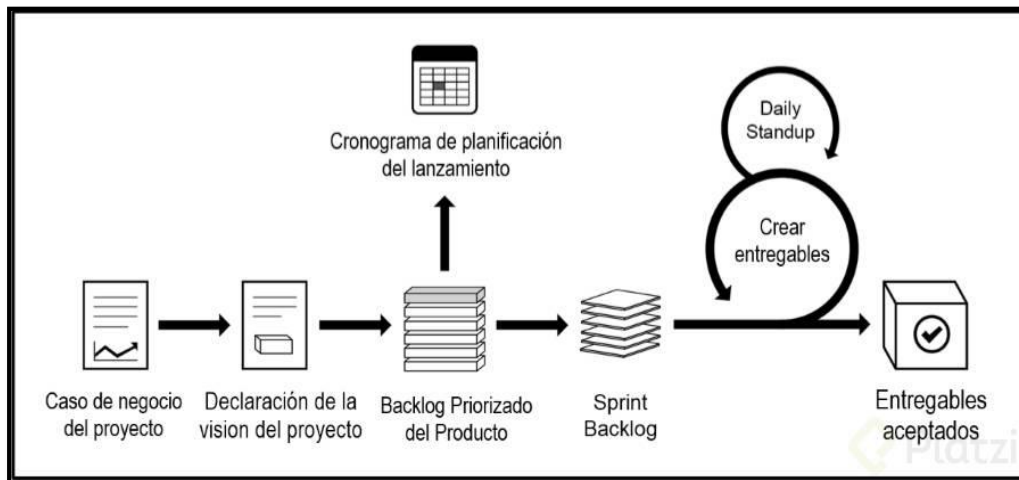 Cronograma de planificación
del lanzamiento
Daily
Standup
Crear
entregables
Caso de negocio
del proyecto
Declaración de la
vision del proyecto
Backlog Priorizado
del Producto
Sprint
Backlog
Entregables
aceptados
Platzi